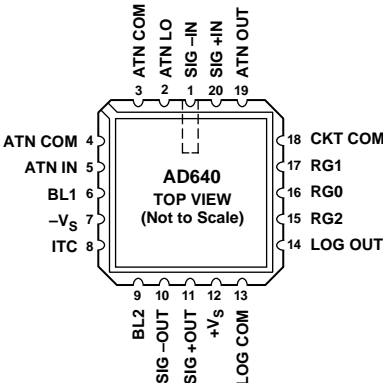 ATN COM
ATN LO
SIG –IN
SIG +IN
ATN OUT
3 2 1 20 19
ATN COM 4
ATN IN 5
BL1 6
–VS 7
ITC 8
AD640
TOP VIEW
(Not to Scale)
18 CKT COM
17 RG1
16 RG0
15 RG2
14 LOG OUT
9 10 11 12 13
BL2
SIG –OUT
SIG +OUT
+VS
LOG COM